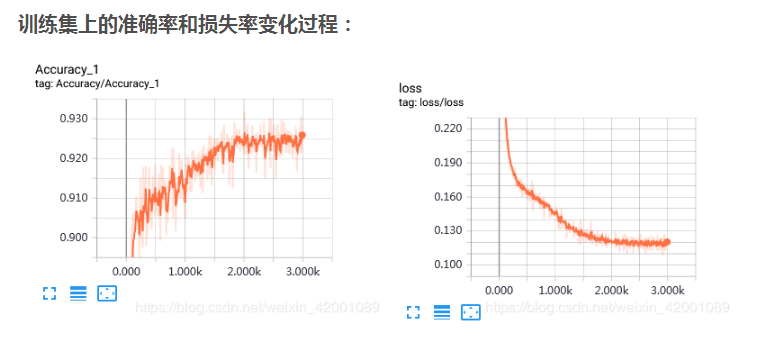 训练集上的准确率和损失率变化过程：
Accuracy_1
tag: Accuracy/Accuracy_1
0.930
0.920
0.910
0.900
0.000 1.000k 2.000k 3.000k
https://blog.csdn.net/weixin_42001089
loss
tag: loss/loss
0.220
0.190
0.160
0.130
0.100
0.000 1.000k 2.000k 3.000k
https://blog.csdn.net/weixin_42001089